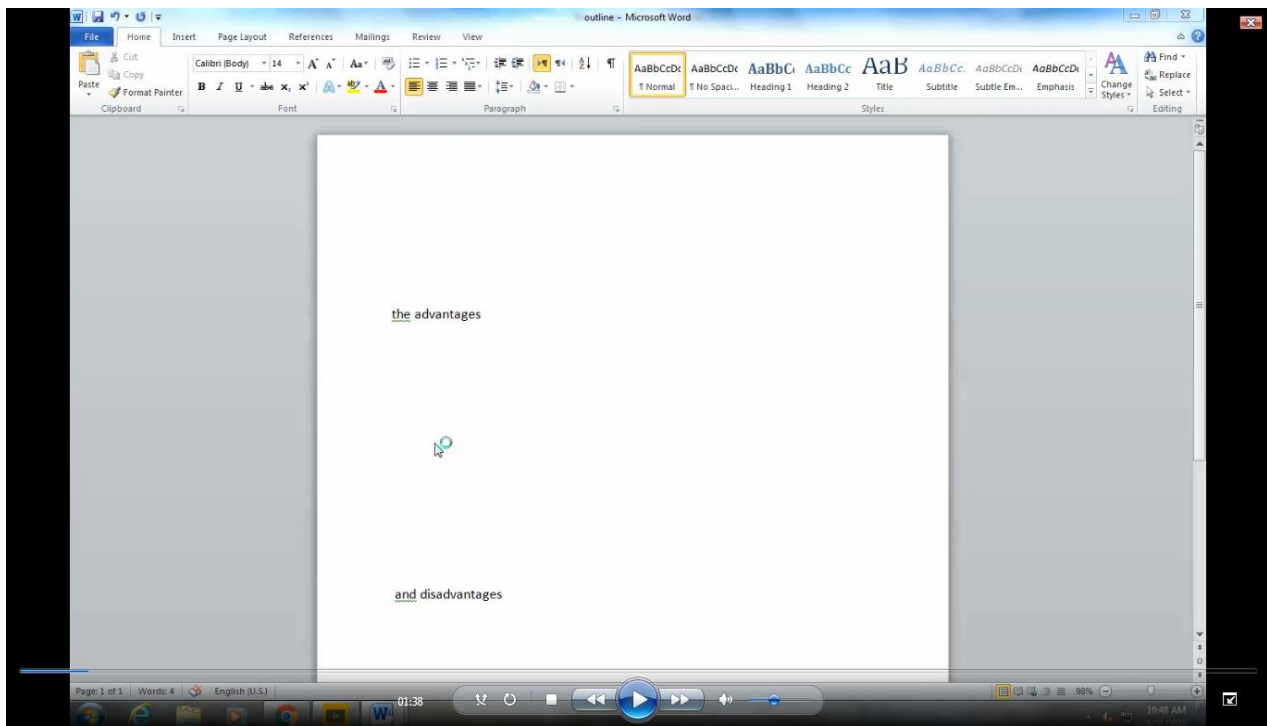 outline - Microsoft Word
File Home Insert Page Layout References Mailings Review View
Paste
Cut
Copy
Format Painter
Clipboard
Calibri (Body) 14
Font
Paragraph
AaBbCcDc AaBbCcDc AaBbCc AaBbCc AaB AaBbCc. AaBbCcDc AaBbCcDc
¶ Normal ¶ No Spaci... Heading 1 Heading 2 Title Subtitle Subtle Em... Emphasis
Styles
Change Styles
Find
Replace
Select
Editing
the advantages
and disadvantages
Page: 1 of 1 Words: 4 English (U.S.) 98%
01:38
10:48 AM